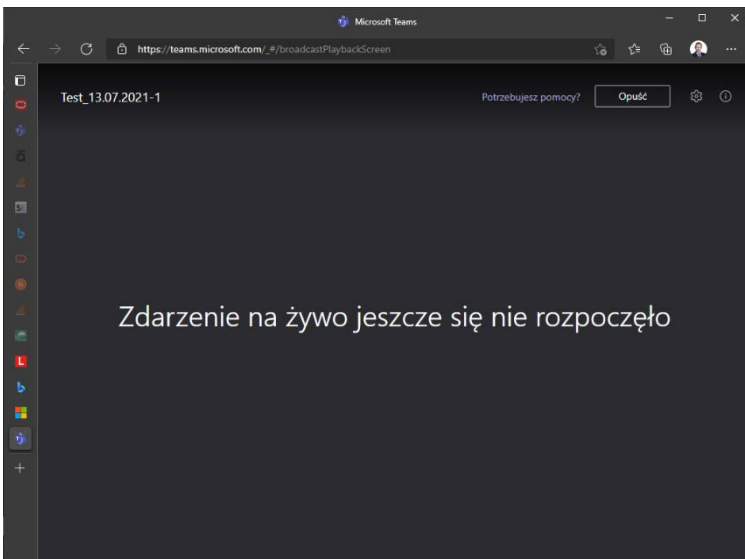 Microsoft Teams
https://teams.microsoft.com/_#/broadcastPlaybackScreen
Test_13.07.2021-1
Potrzebujesz pomocy?
Opuść
Zdarzenie na żywo jeszcze się nie rozpoczęło
L